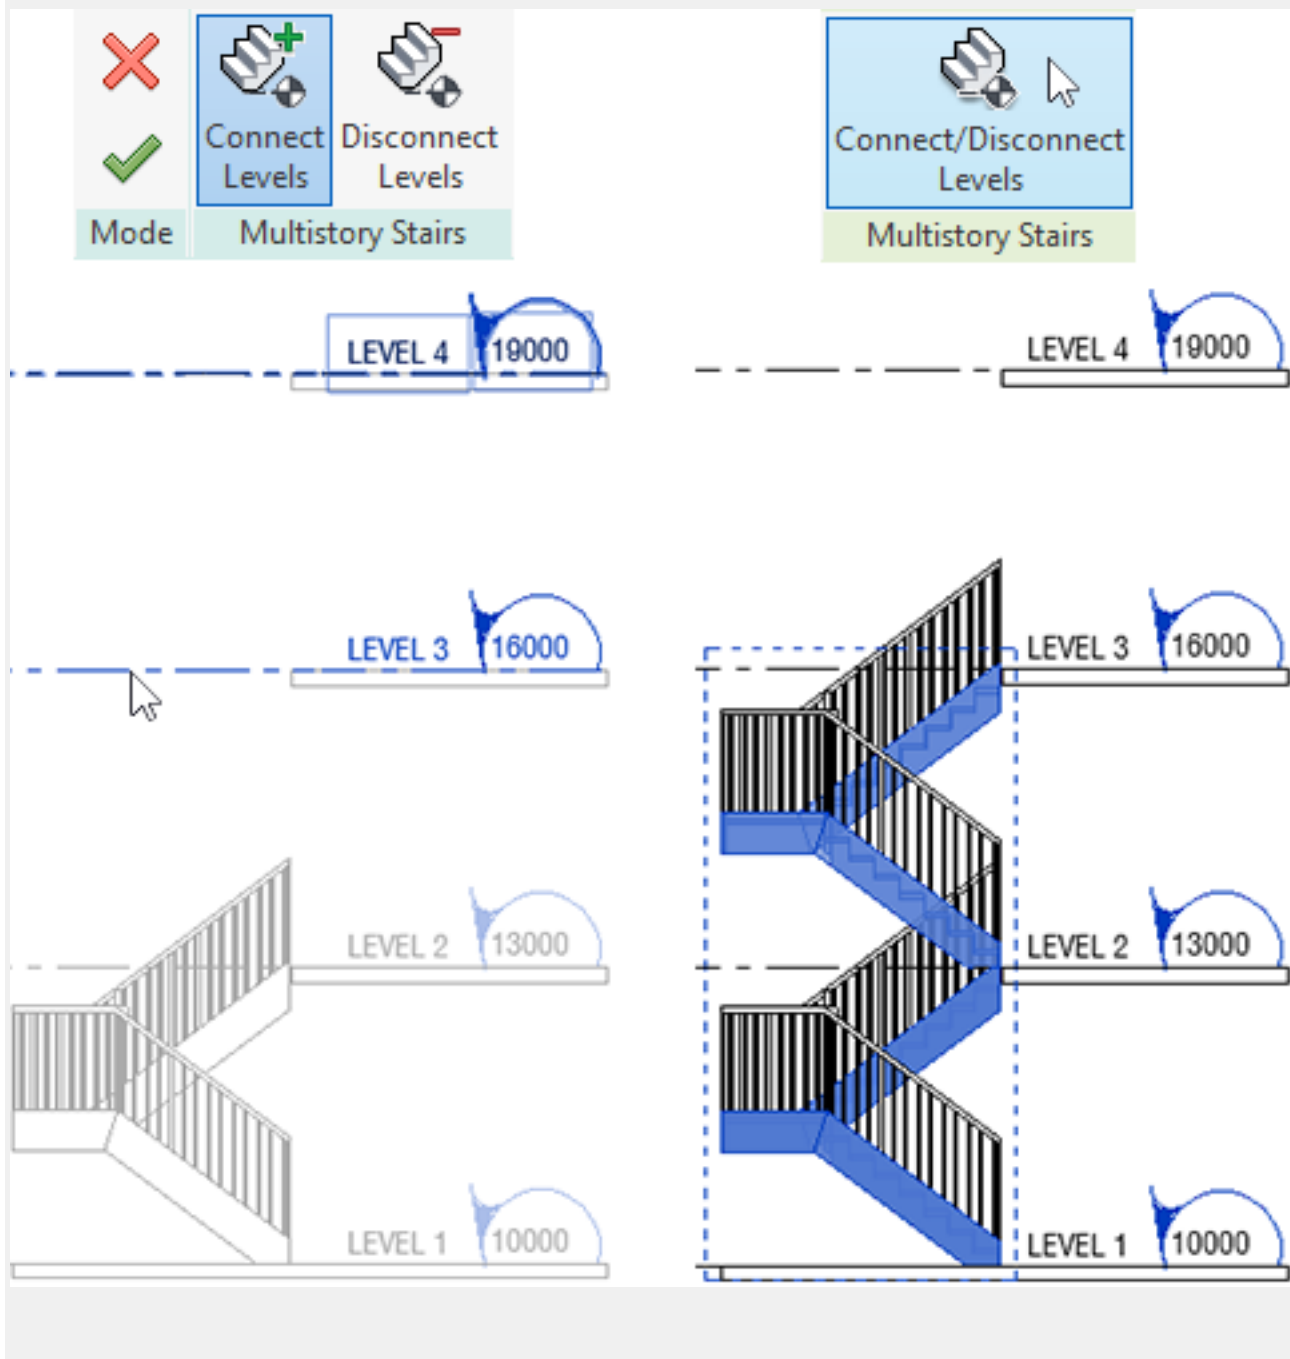 Connect
Levels
Disconnect
Levels
Mode
Multistory Stairs
Connect/Disconnect
Levels
Multistory Stairs
LEVEL 4 19000
LEVEL 3 16000
LEVEL 2 13000
LEVEL 1 10000
LEVEL 4 19000
LEVEL 3 16000
LEVEL 2 13000
LEVEL 1 10000